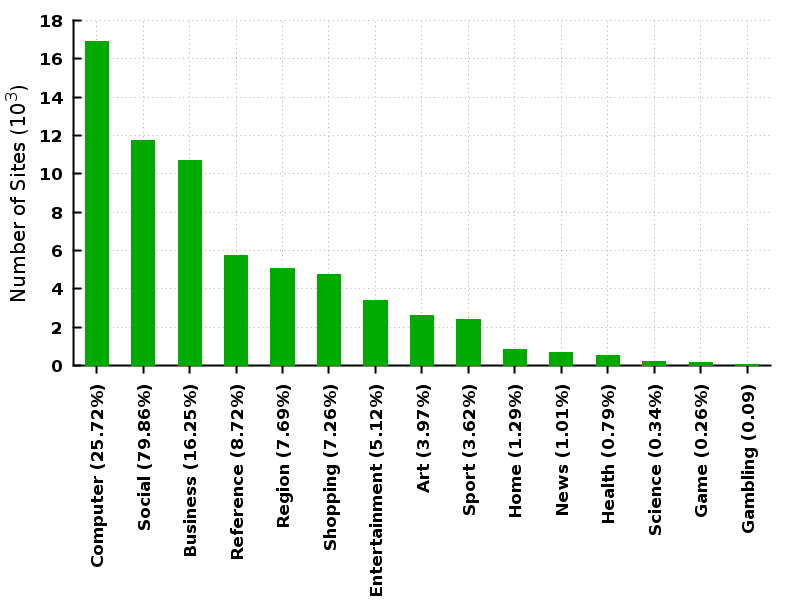 18
16
14
12
10
8
6
4
2
0
Number of Sites (10³)
Computer (25.72%)
Social (79.86%)
Business (16.25%)
Reference (8.72%)
Region (7.69%)
Shopping (7.26%)
Entertainment (5.12%)
Art (3.97%)
Sport (3.62%)
Home (1.29%)
News (1.01%)
Health (0.79%)
Science (0.34%)
Game (0.26%)
Gambling (0.09)